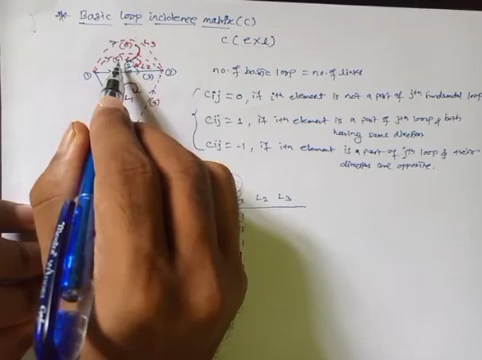 ** Basic loop incidence matrix (C)
C (e x l)
no. of basic loop = no. of links
Cij = 0, if ith element is not a part of jth fundamental loop
Cij = 1, if ith element is a part of jth loop & both
having same direction
Cij = -1, if ith element is a part of jth loop & their
direction are opposite.
L2 L3